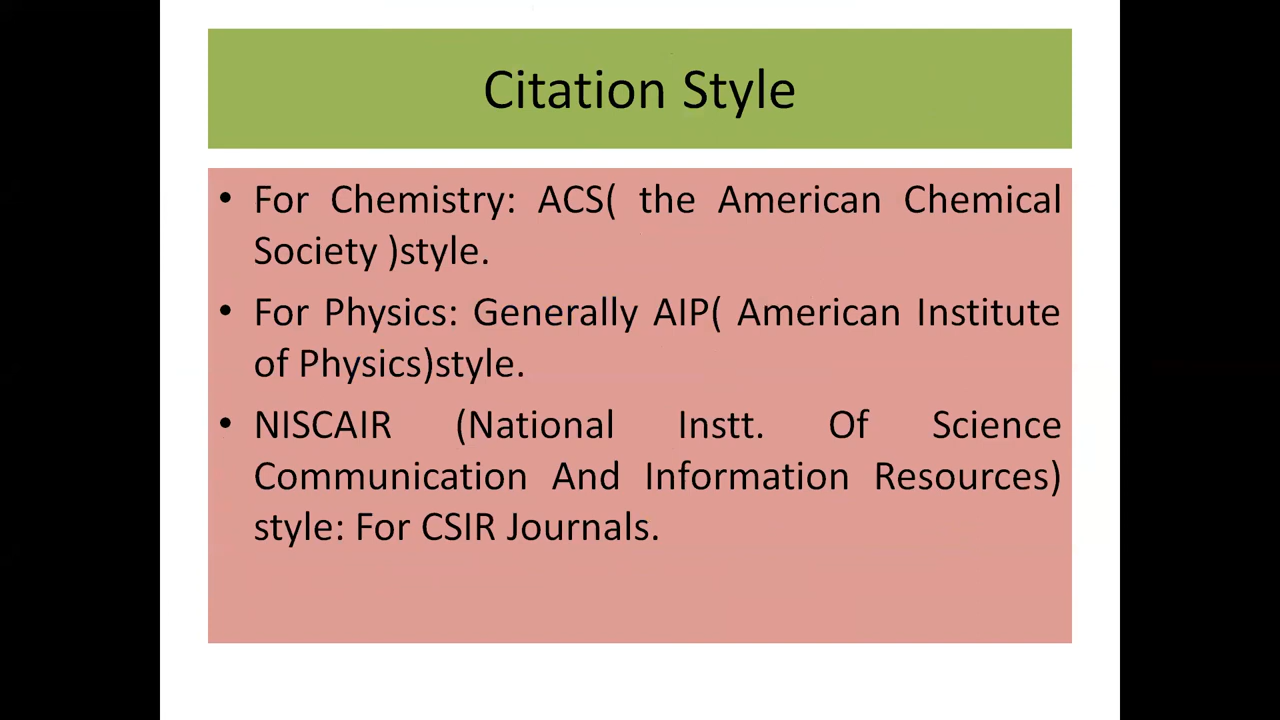 Citation Style
• For Chemistry: ACS( the American Chemical
Society )style.
• For Physics: Generally AIP( American Institute
of Physics)style.
• NISCAIR (National Instt. Of Science
Communication And Information Resources)
style: For CSIR Journals.